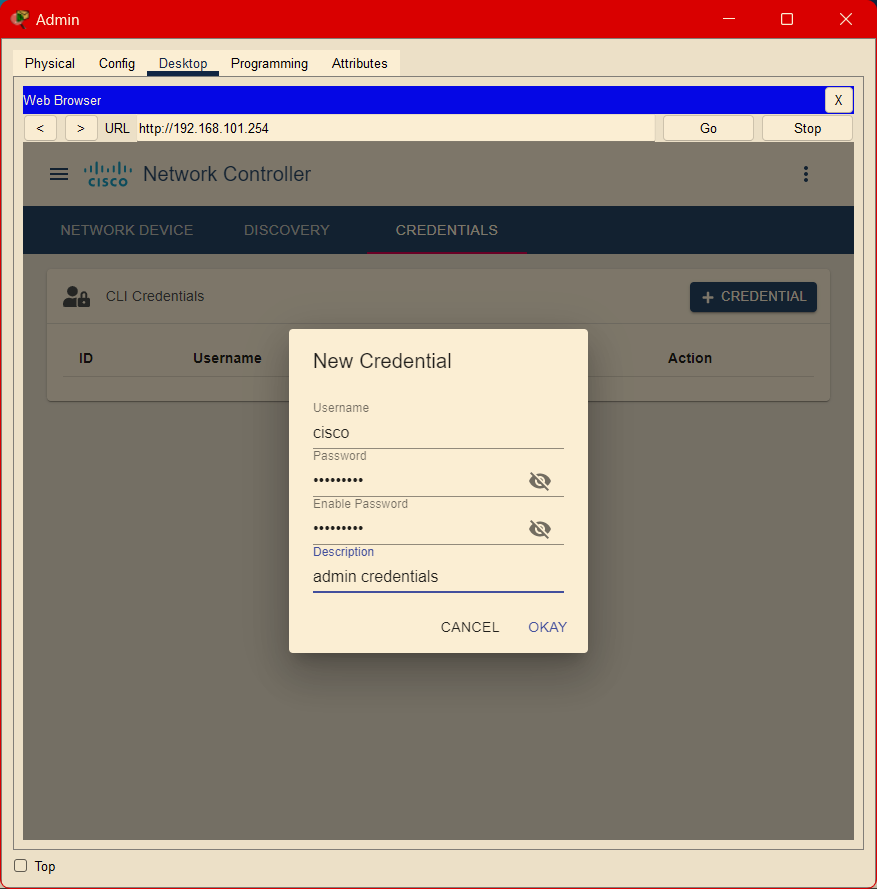 Admin
Physical Config Desktop Programming Attributes
Web Browser X
< > URL http://192.168.101.254 Go Stop
CISCO Network Controller
NETWORK DEVICE DISCOVERY CREDENTIALS
CLI Credentials + CREDENTIAL
ID Username Action
New Credential
Username
cisco
Password
•••••••••
Enable Password
•••••••••
Description
admin credentials
CANCEL OKAY
Top